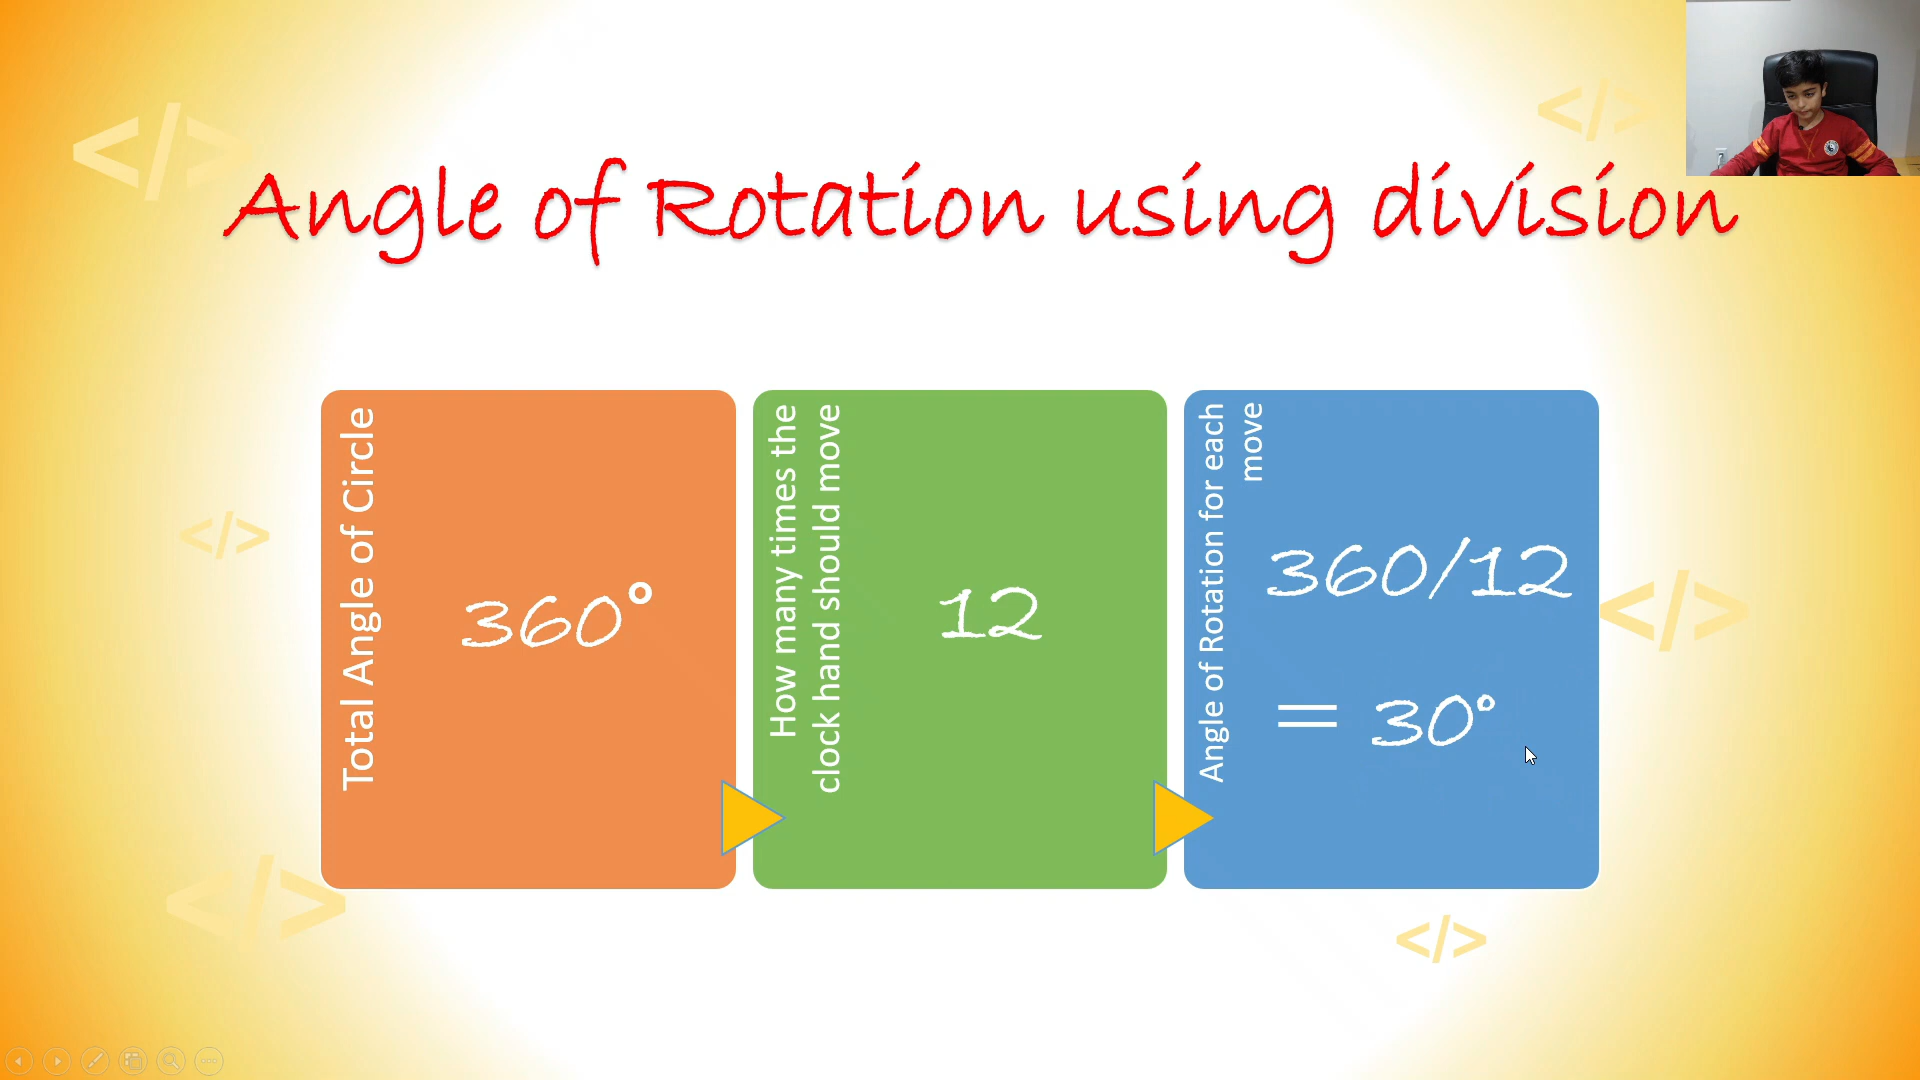 </>
</>
Angle of Rotation using division
Total Angle of Circle
360°
How many times the
clock hand should move
12
Angle of Rotation for each
move
360/12
= 30°
</>
</>
</>
</>